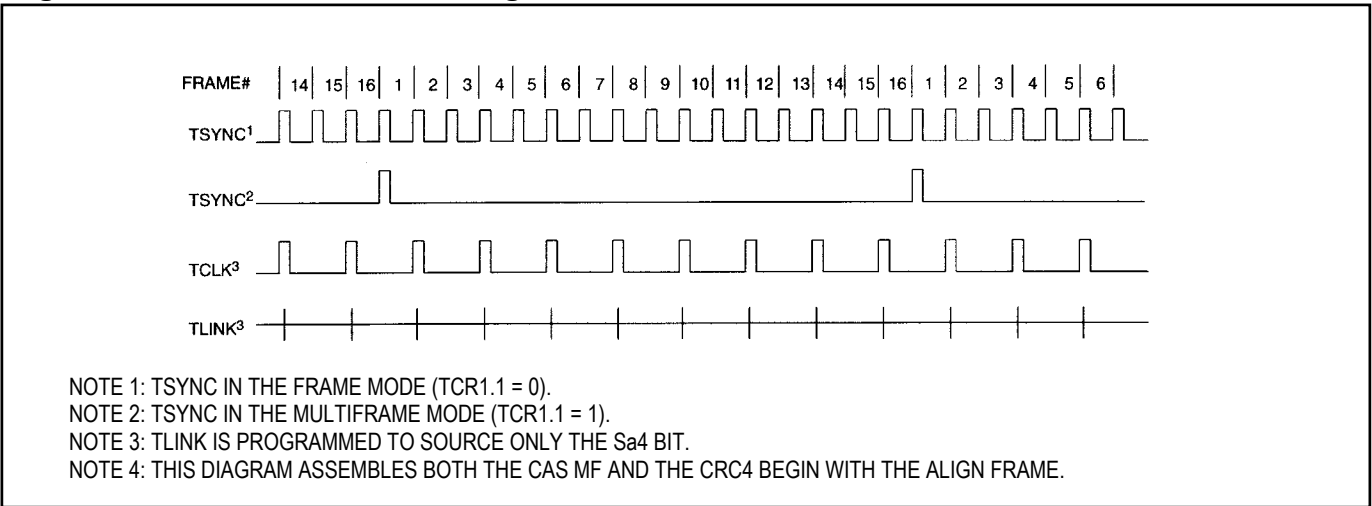 FRAME# 14 15 16 1 2 3 4 5 6 7 8 9 10 11 12 13 14 15 16 1 2 3 4 5 6
TSYNC1
TSYNC2
TCLK3
TLINK3
NOTE 1: TSYNC IN THE FRAME MODE (TCR1.1 = 0).
NOTE 2: TSYNC IN THE MULTIFRAME MODE (TCR1.1 = 1).
NOTE 3: TLINK IS PROGRAMMED TO SOURCE ONLY THE Sa4 BIT.
NOTE 4: THIS DIAGRAM ASSEMBLES BOTH THE CAS MF AND THE CRC4 BEGIN WITH THE ALIGN FRAME.